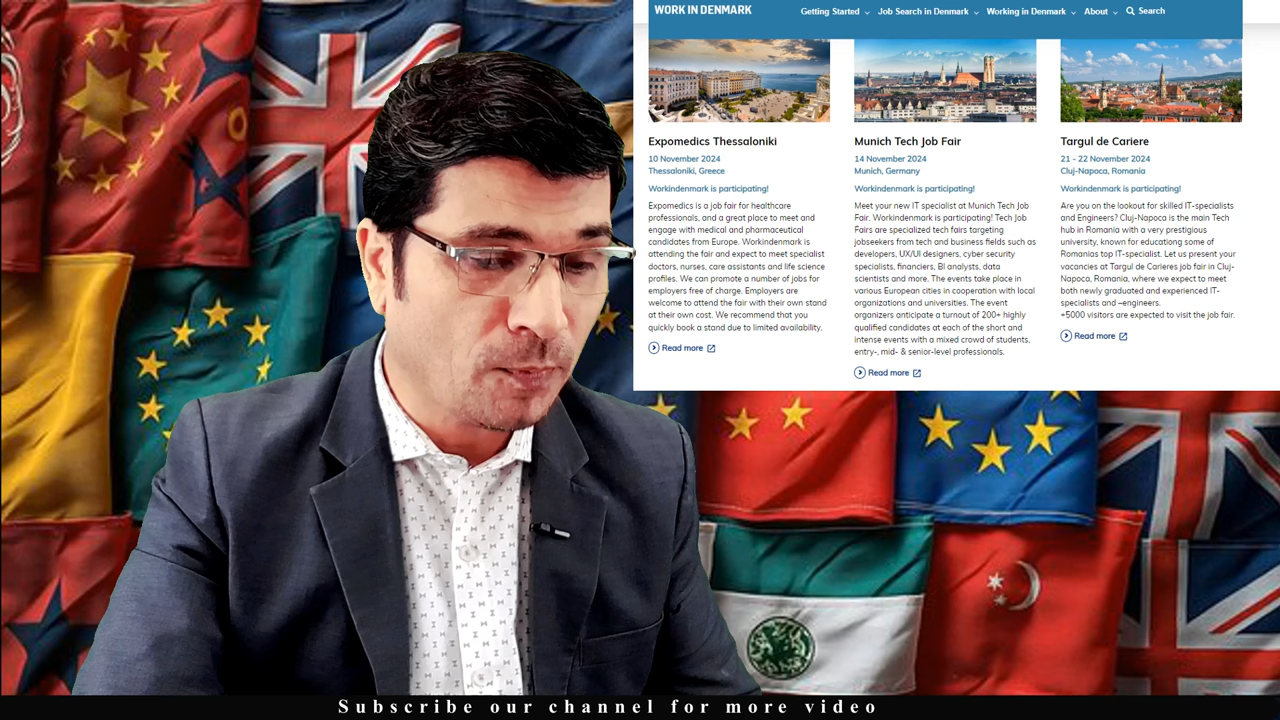 WORK IN DENMARK
Getting Started
Job Search in Denmark
Working in Denmark
About
Search
Expomedics Thessaloniki
10 November 2024
Thessaloniki, Greece
Workindenmark is participating!
Expomedics is a job fair for healthcare
professionals, and a great place to meet and
engage with medical and pharmaceutical
candidates from Europe. Workindenmark is
attending the fair and expect to meet specialist
doctors, nurses, care assistants and life science
profiles. We can promote a number of jobs for
employers free of charge. Employers are
welcome to attend the fair with their own stand
at their own cost. We recommend that you
quickly book a stand due to limited availability.
Read more
Munich Tech Job Fair
14 November 2024
Munich, Germany
Workindenmark is participating!
Meet your new IT specialist at Munich Tech Job
Fair. Workindenmark is participating! Tech Job
Fairs are specialized tech fairs targeting
jobseekers from tech and business fields such as
developers, UX/UI designers, cyber security
specialists, financiers, BI analysts, data
scientists and more. The events take place in
various European cities in cooperation with local
organizations and universities. The event
organizers anticipate a turnout of 200+ highly
qualified candidates at each of the short and
intense events with a mixed crowd of students,
entry-, mid- & senior-level professionals.
Read more
Targul de Cariere
21 - 22 November 2024
Cluj-Napoca, Romania
Workindenmark is participating!
Are you on the lookout for skilled IT-specialists
and Engineers? Cluj-Napoca is the main Tech
hub in Romania with a very prestigious
university, known for educationg some of
Romanias top IT-specialist. Let us present your
vacancies at Targul de Carieres job fair in Cluj-
Napoca, Romania, where we expect to meet
both newly graduated and experienced IT-
specialists and –engineers.
+5000 visitors are expected to visit the job fair.
Read more
Subscribe our channel for more video